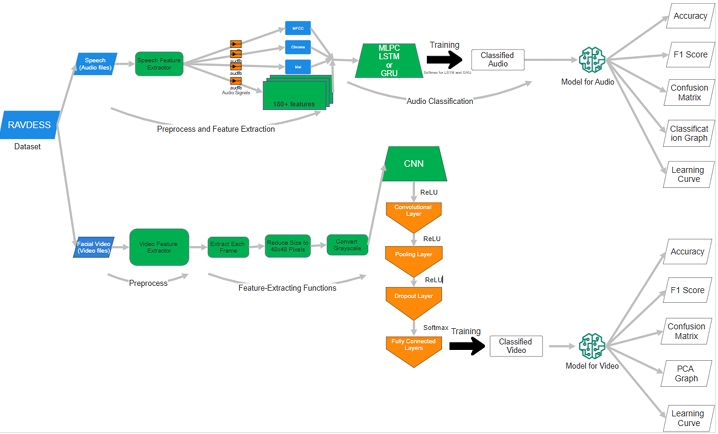 RAVDESS
Dataset
Speech
(Audio files)
Speech Feature
Extractor
audio
audio
audio
audio
Audio Signals
MFCC
Chroma
Mel
180+ features
Preprocess and Feature Extraction
MLPC
LSTM
or
GRU
Training
Softmax for LSTM and GRU
Classified
Audio
Audio Classification
Model for Audio
Accuracy
F1 Score
Confusion
Matrix
Classificat
ion Graph
Learning
Curve
Facial Video
(Video files)
Video Feature
Extractor
Preprocess
Extract Each
Frame
Reduce Size to
48x48 Pixels
Convert
Grayscale
Feature-Extracting Functions
CNN
ReLU
Convolutional
Layer
ReLU
Pooling Layer
ReLU
Dropout Layer
Softmax
Fully Connected
Layers
Training
Classified
Video
Model for Video
Accuracy
F1 Score
Confusion
Matrix
PCA
Graph
Learning
Curve